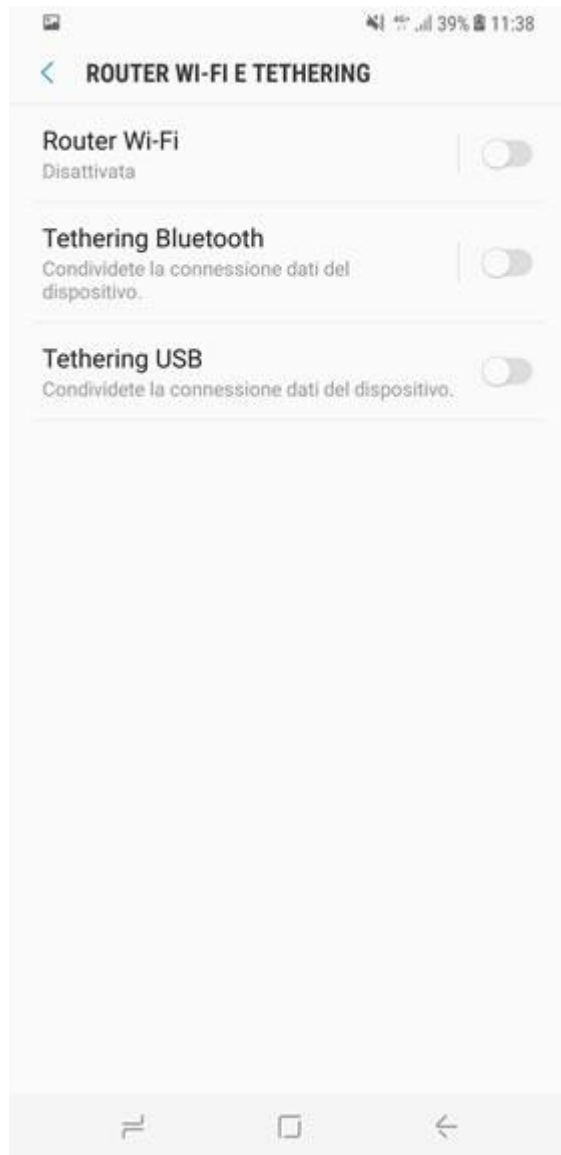 39% 11:38
ROUTER WI-FI E TETHERING
Router Wi-Fi
Disattivata
Tethering Bluetooth
Condividete la connessione dati del
dispositivo.
Tethering USB
Condividete la connessione dati del dispositivo.